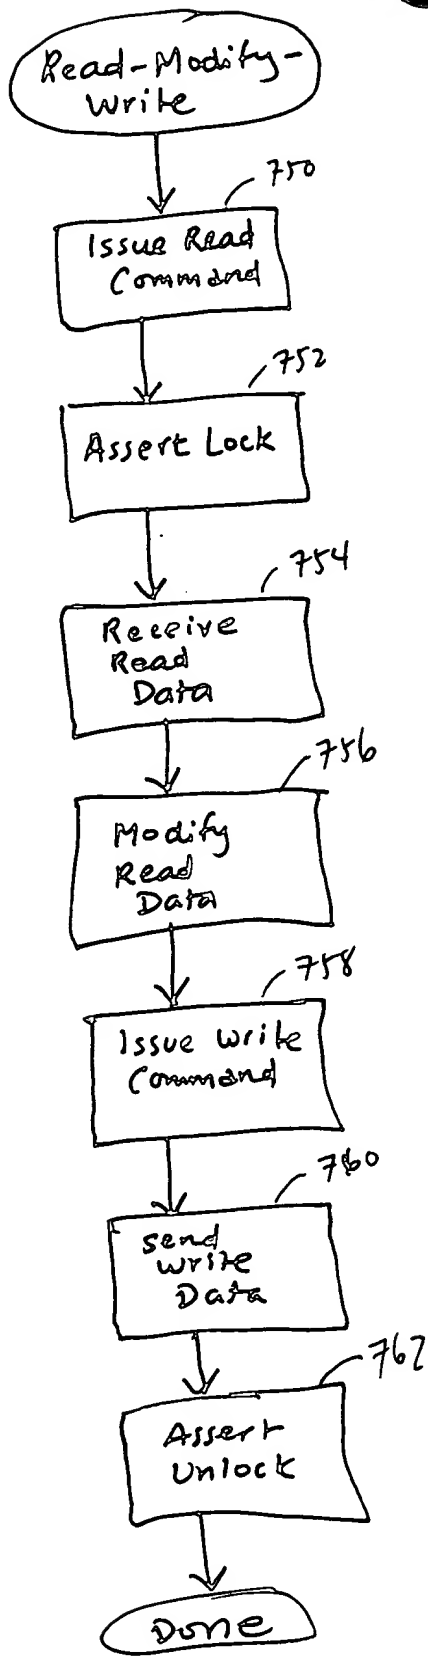 Read-Modify-
Write
750
Issue Read
Command
752
Assert Lock
754
Receive
Read
Data
756
Modify
Read
Data
758
Issue Write
Command
760
Send
Write
Data
762
Assert
Unlock
Done